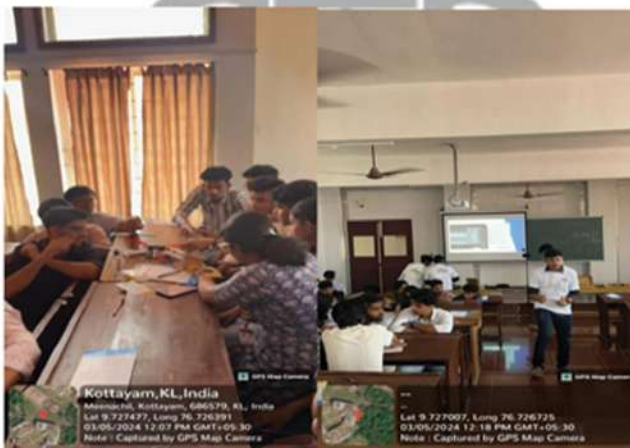 GPS Map Camera
Kottayam,KL,India
Meenachil, Kottayam, 686579, KL, India
Lat 9.727477, Long 76.726391
03/05/2024 12:07 PM GMT+05:30
Note : Captured by GPS Map Camera
GPS Map Camera
--
--
Lat 9.727007, Long 76.726725
03/05/2024 12:18 PM GMT+05:30
Note : Captured by GPS Map Camera